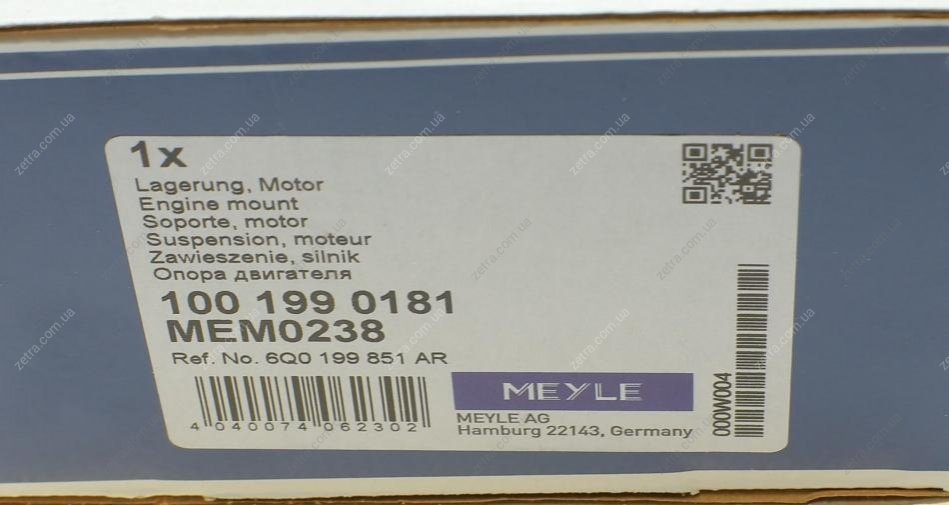 1x
Lagerung, Motor
Engine mount
Soporte, motor
Suspension, moteur
Zawieszenie, silnik
Опора двигателя
100 199 0181
MEM0238
Ref. No. 6Q0 199 851 AR
4 040074 062302
MEYLE
MEYLE AG
Hamburg 22143, Germany
000W004
zetra.com.ua